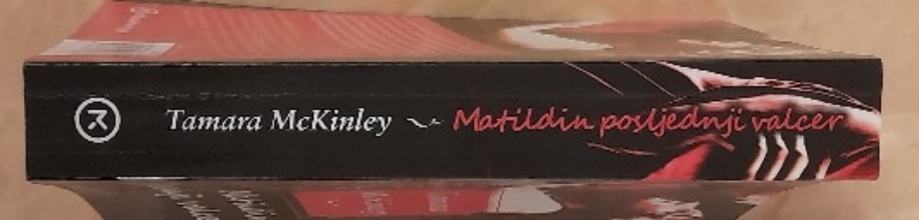 Tamara McKinley ~ Matildin posljednji valcer